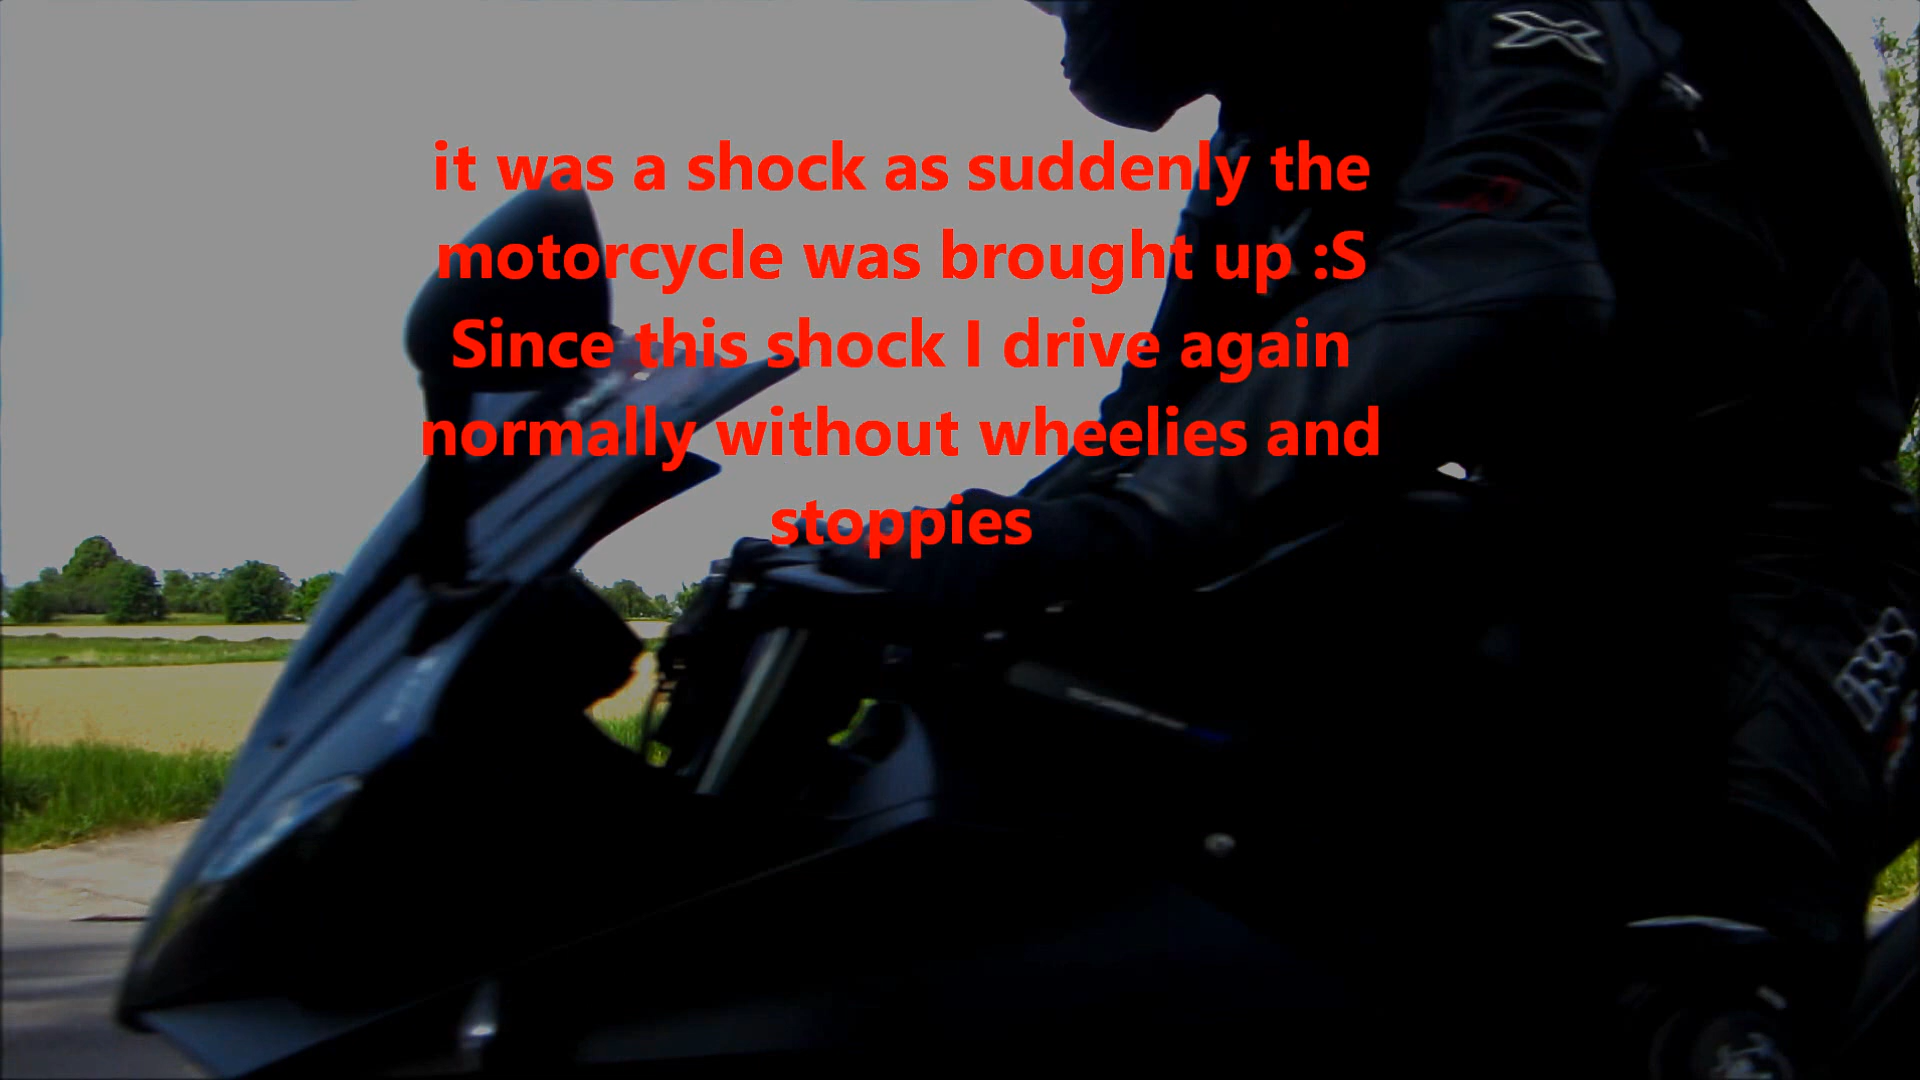 it was a shock as suddenly the
motorcycle was brought up :S
Since this shock I drive again
normally without wheelies and
stoppies